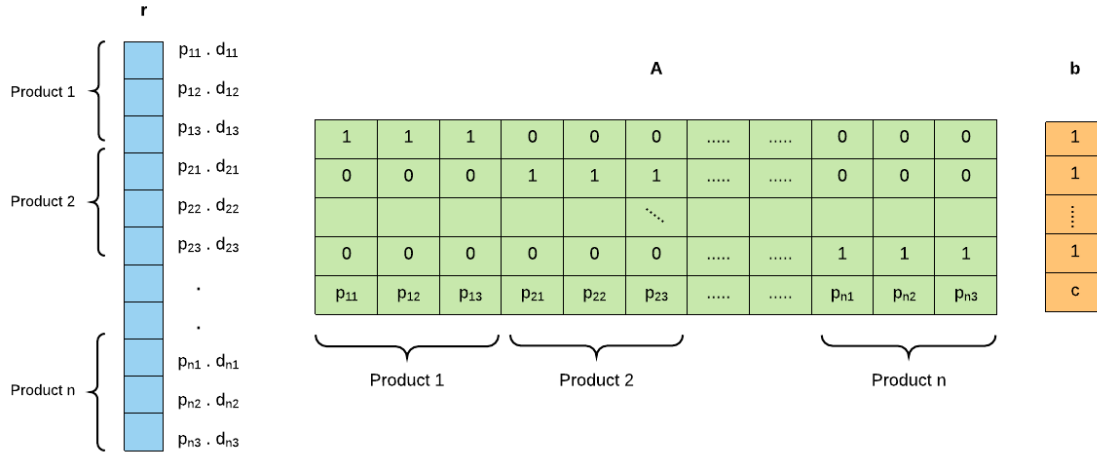 r
p11 . d11
Product 1
p12 . d12
p13 . d13
p21 . d21
Product 2
p22 . d22
p23 . d23
.
.
pn1 . dn1
Product n
pn2 . dn2
pn3 . dn3
A
1 1 1 0 0 0 ..... ..... 0 0 0
0 0 0 1 1 1 ..... ..... 0 0 0
.....
0 0 0 0 0 0 ..... ..... 1 1 1
p11 p12 p13 p21 p22 p23 ..... ..... pn1 pn2 pn3
Product 1 Product 2 Product n
b
1
1
.....
1
c